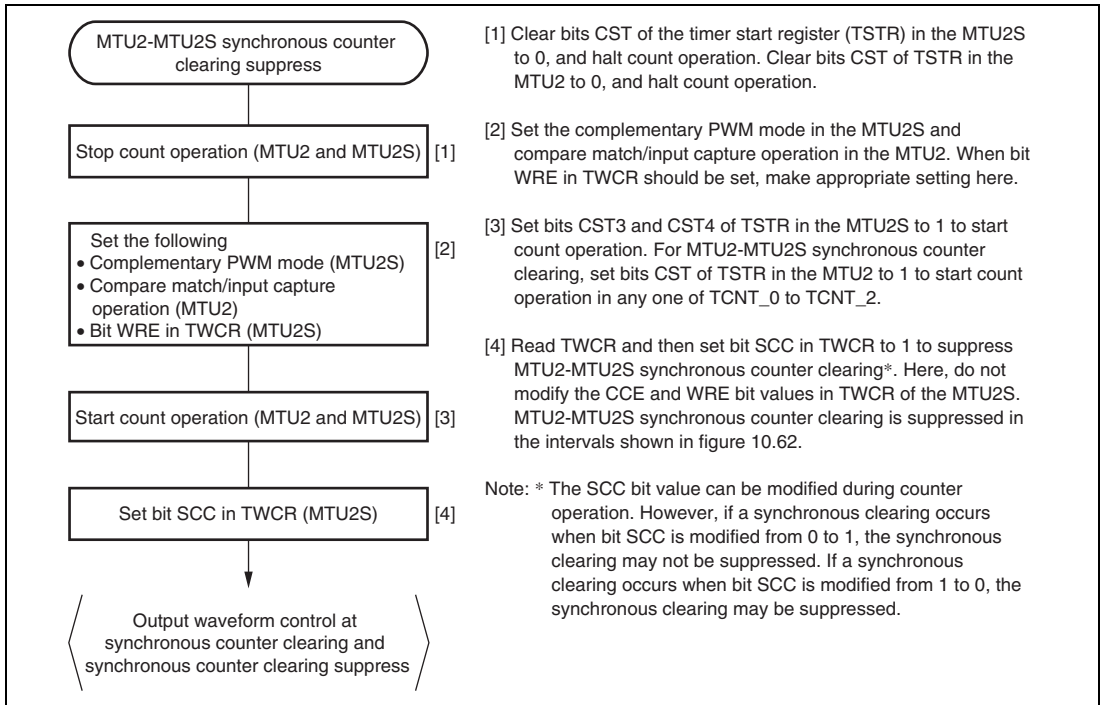 MTU2-MTU2S synchronous counter
clearing suppress
Stop count operation (MTU2 and MTU2S)
[1]
Set the following
• Complementary PWM mode (MTU2S)
• Compare match/input capture
operation (MTU2)
• Bit WRE in TWCR (MTU2S)
[2]
Start count operation (MTU2 and MTU2S)
[3]
Set bit SCC in TWCR (MTU2S)
[4]
Output waveform control at
synchronous counter clearing and
synchronous counter clearing suppress
[1] Clear bits CST of the timer start register (TSTR) in the MTU2S
to 0, and halt count operation. Clear bits CST of TSTR in the
MTU2 to 0, and halt count operation.
[2] Set the complementary PWM mode in the MTU2S and
compare match/input capture operation in the MTU2. When bit
WRE in TWCR should be set, make appropriate setting here.
[3] Set bits CST3 and CST4 of TSTR in the MTU2S to 1 to start
count operation. For MTU2-MTU2S synchronous counter
clearing, set bits CST of TSTR in the MTU2 to 1 to start count
operation in any one of TCNT_0 to TCNT_2.
[4] Read TWCR and then set bit SCC in TWCR to 1 to suppress
MTU2-MTU2S synchronous counter clearing*. Here, do not
modify the CCE and WRE bit values in TWCR of the MTU2S.
MTU2-MTU2S synchronous counter clearing is suppressed in
the intervals shown in figure 10.62.
Note: * The SCC bit value can be modified during counter
operation. However, if a synchronous clearing occurs
when bit SCC is modified from 0 to 1, the synchronous
clearing may not be suppressed. If a synchronous
clearing occurs when bit SCC is modified from 1 to 0, the
synchronous clearing may be suppressed.